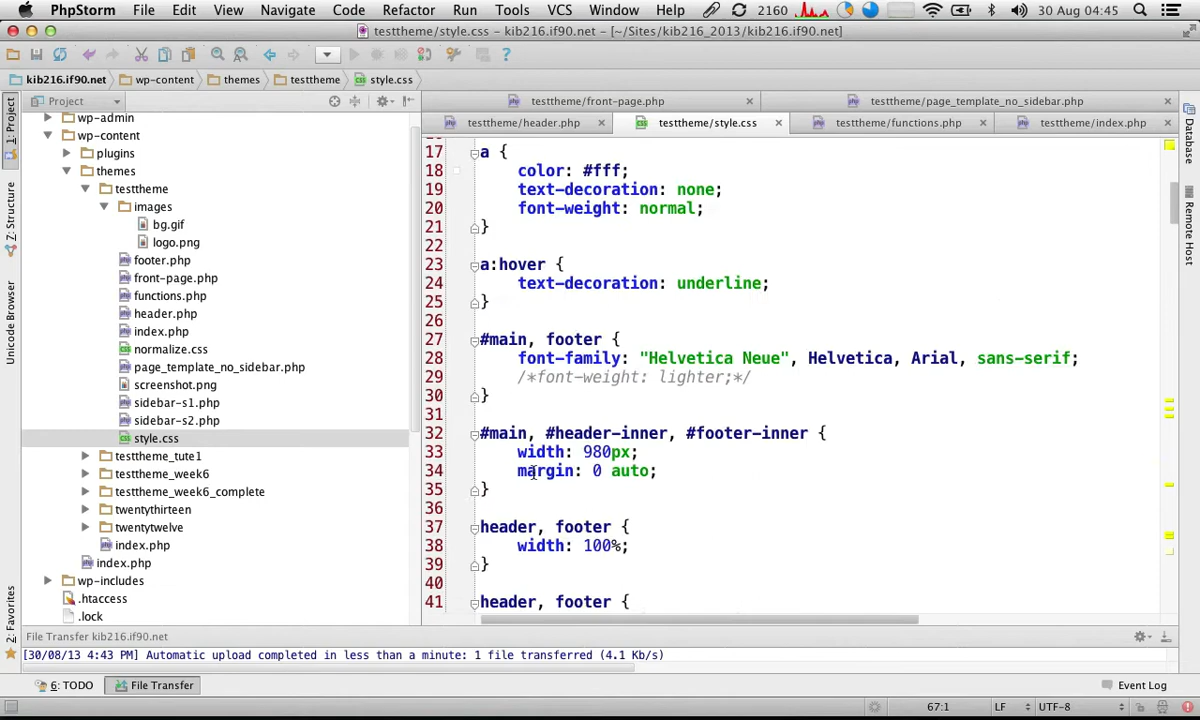 PhpStorm File Edit View Navigate Code Refactor Run Tools VCS Window Help 2160 30 Aug 04:45
testtheme/style.css - kib216.if90.net - [~/Sites/kib216_2013/kib216.if90.net]
kib216.if90.net wp-content themes testtheme style.css
Project
testtheme/front-page.php testtheme/page_template_no_sidebar.php
testtheme/header.php testtheme/style.css testtheme/functions.php testtheme/index.php
1: Project
Z: Structure
Unicode Browser
2: Favorites
wp-admin
wp-content
plugins
themes
testtheme
images
bg.gif
logo.png
footer.php
front-page.php
functions.php
header.php
index.php
normalize.css
page_template_no_sidebar.php
screenshot.png
sidebar-s1.php
sidebar-s2.php
style.css
testtheme_tute1
testtheme_week6
testtheme_week6_complete
twentythirteen
twentytwelve
index.php
index.php
wp-includes
.htaccess
.lock
17 a {
18 color: #fff;
19 text-decoration: none;
20 font-weight: normal;
21 }
22
23 a:hover {
24 text-decoration: underline;
25 }
26
27 #main, footer {
28 font-family: "Helvetica Neue", Helvetica, Arial, sans-serif;
29 /*font-weight: lighter;*/
30 }
31
32 #main, #header-inner, #footer-inner {
33 width: 980px;
34 margin: 0 auto;
35 }
36
37 header, footer {
38 width: 100%;
39 }
40
41 header, footer {
Database
Remote Host
File Transfer kib216.if90.net
[30/08/13 4:43 PM] Automatic upload completed in less than a minute: 1 file transferred (4.1 Kb/s)
6: TODO File Transfer Event Log
67:1 LF UTF-8